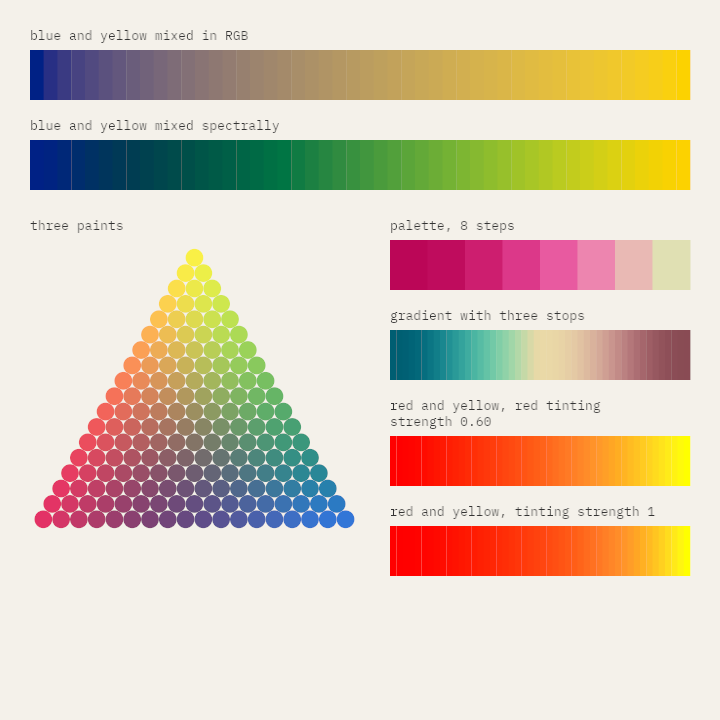 blue and yellow mixed in RGB
blue and yellow mixed spectrally
three paints
palette, 8 steps
gradient with three stops
red and yellow, red tinting
strength 0.60
red and yellow, tinting strength 1